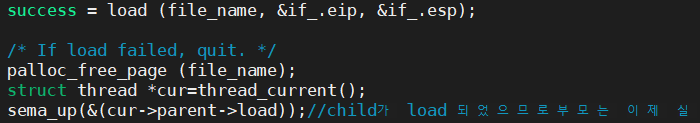 success = load (file_name, &if_.eip, &if_.esp);
/* If load failed, quit. */
palloc_free_page (file_name);
struct thread *cur=thread_current();
sema_up(&(cur->parent->load));//child가 load 되었으므로부모는 이제 실